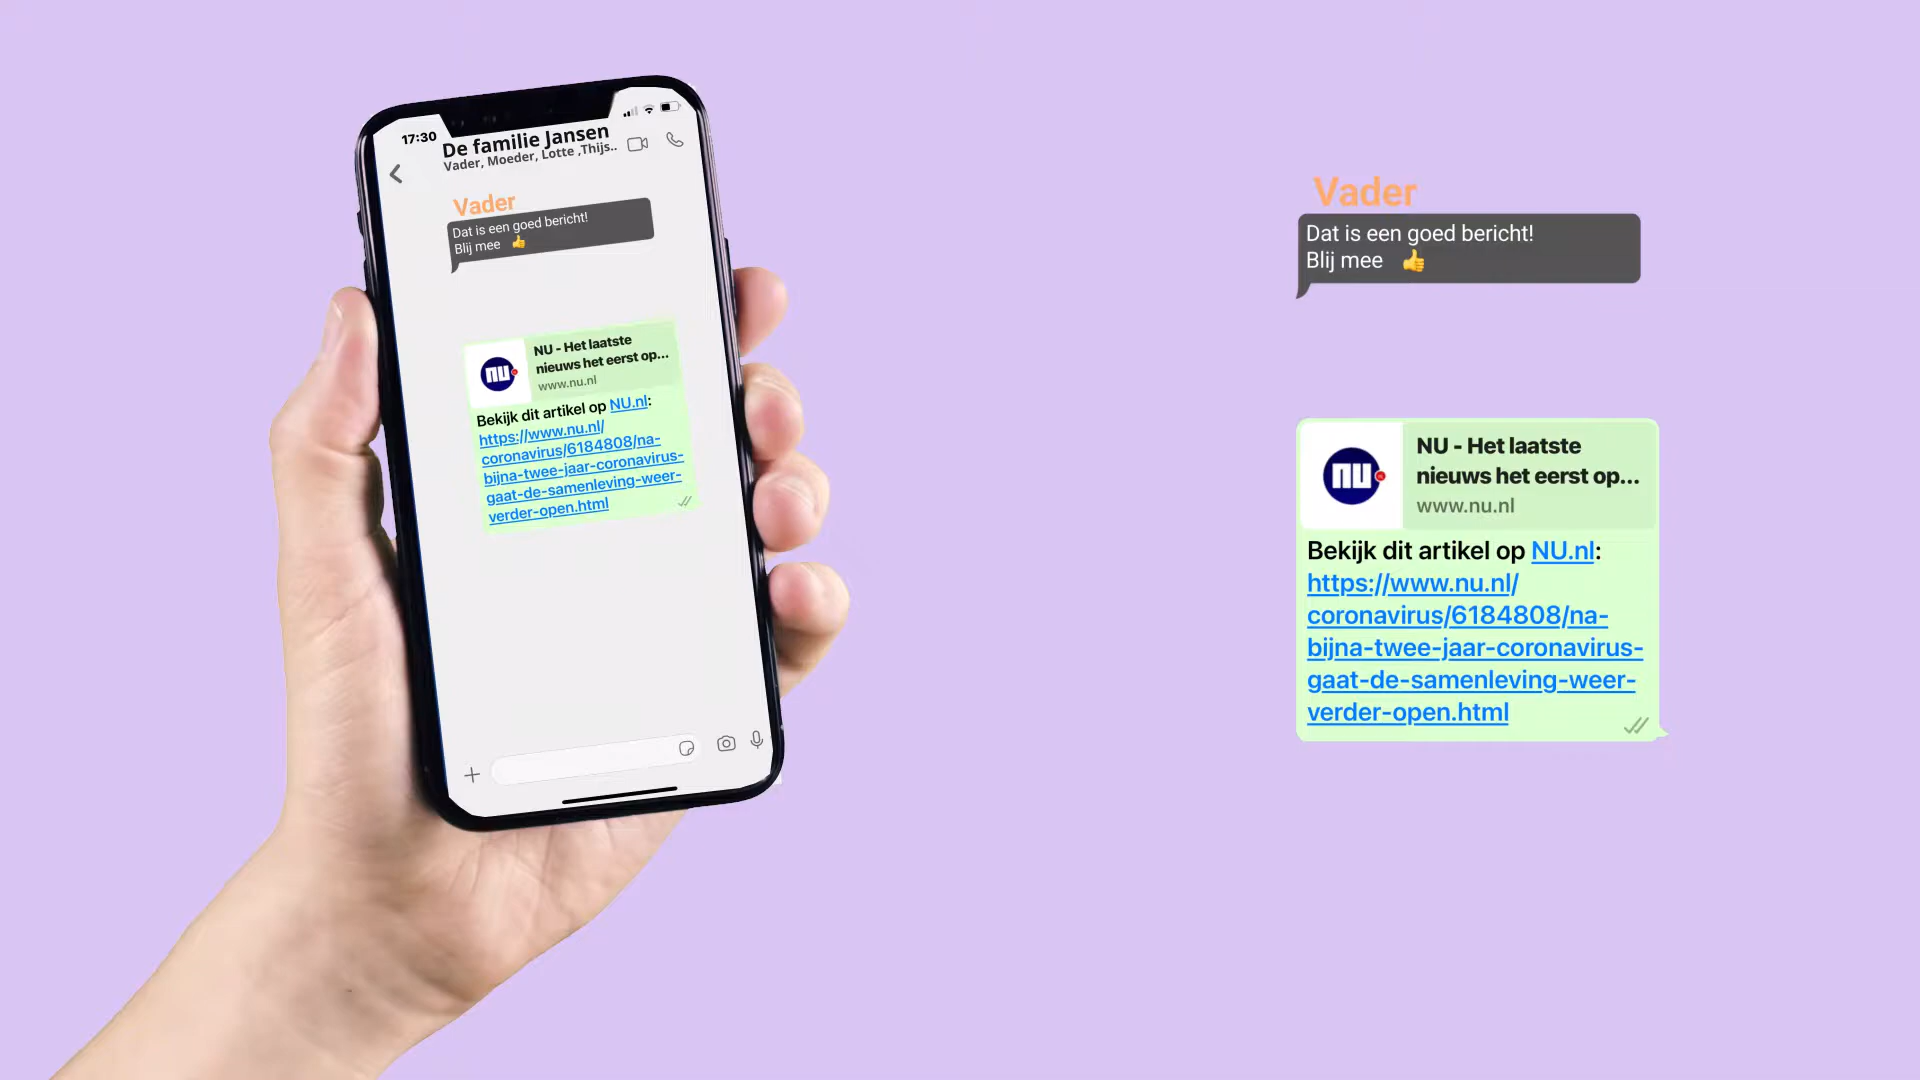 17:30
De familie Jansen
Vader, Moeder, Lotte ,Thijs..
Vader
Dat is een goed bericht!
Blij mee 👍
NU - Het laatste
nieuws het eerst op...
www.nu.nl
nu
Bekijk dit artikel op NU.nl:
https://www.nu.nl/
coronavirus/6184808/na-
bijna-twee-jaar-coronavirus-
gaat-de-samenleving-weer-
verder-open.html
Vader
Dat is een goed bericht!
Blij mee 👍
NU - Het laatste
nieuws het eerst op...
www.nu.nl
nu
Bekijk dit artikel op NU.nl:
https://www.nu.nl/
coronavirus/6184808/na-
bijna-twee-jaar-coronavirus-
gaat-de-samenleving-weer-
verder-open.html